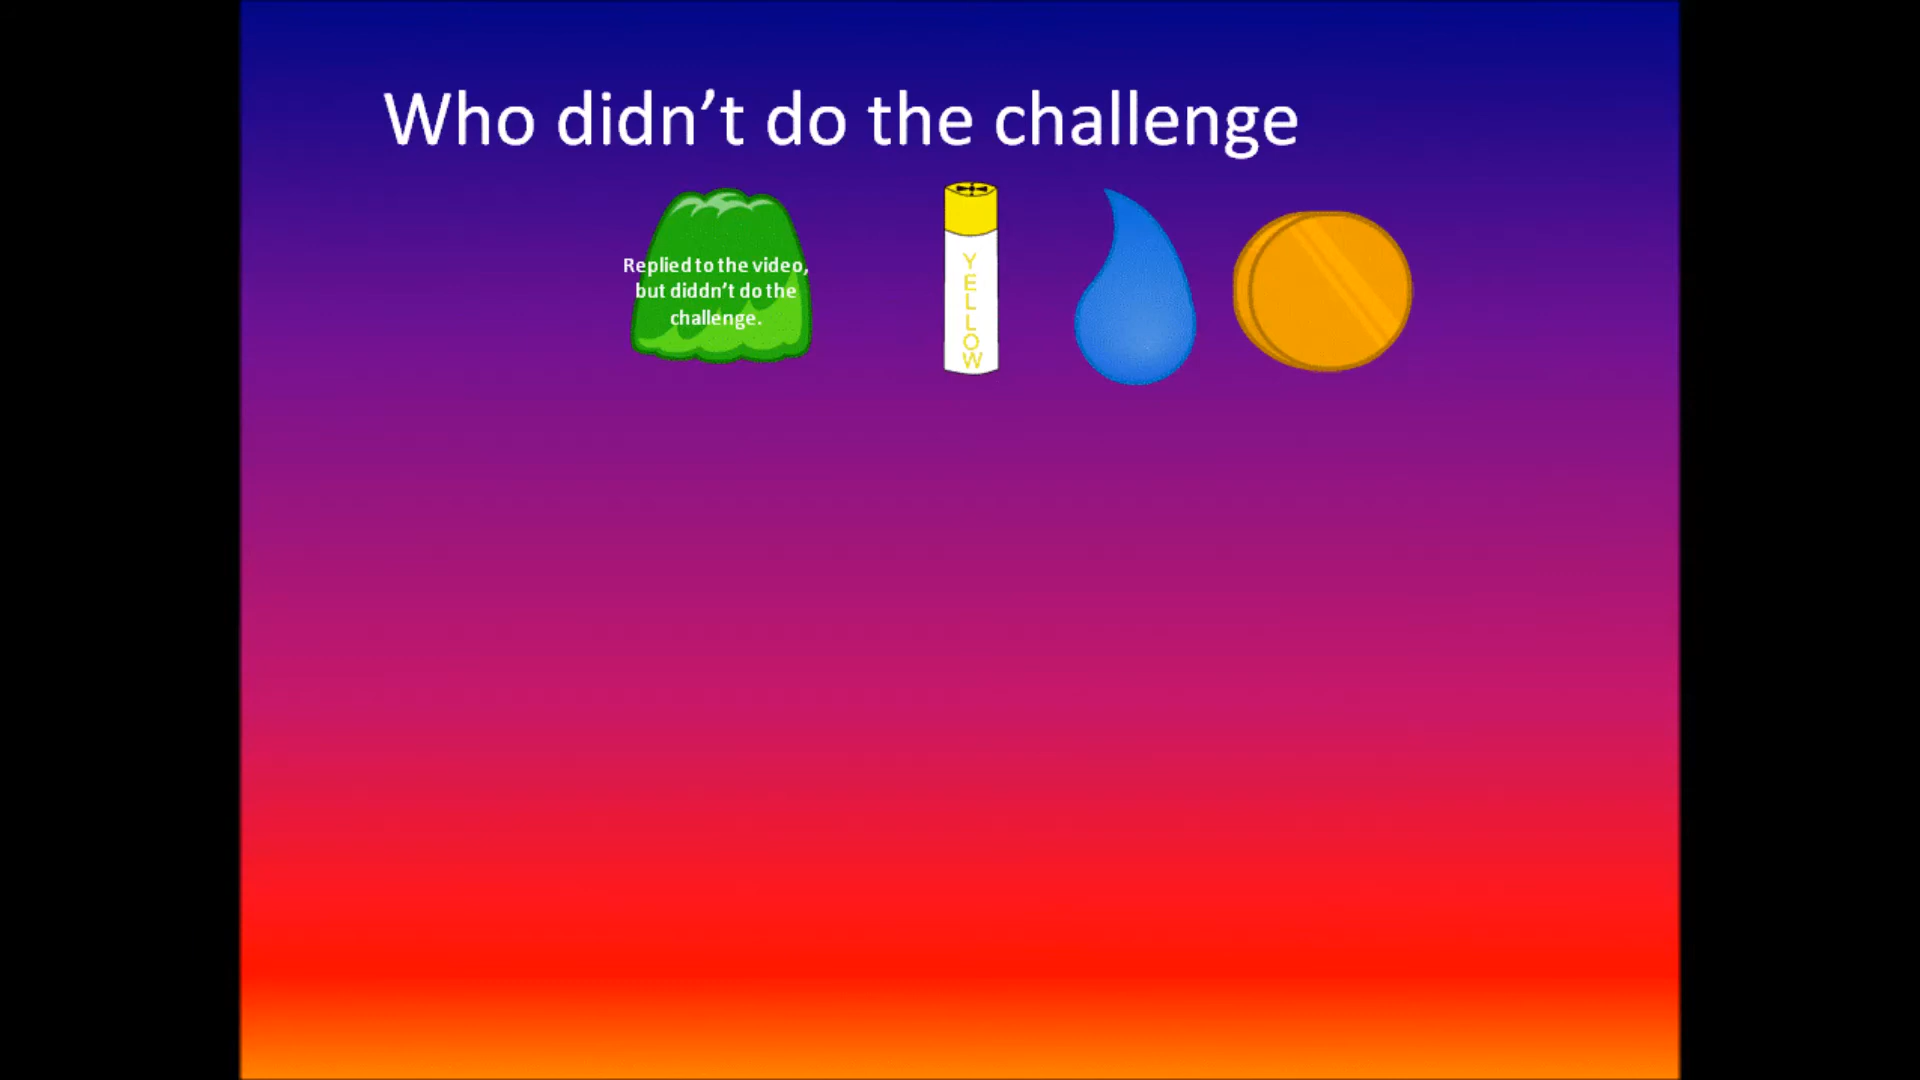 Who didn’t do the challenge
Replied to the video,
but diddn’t do the
challenge.
YELLOW